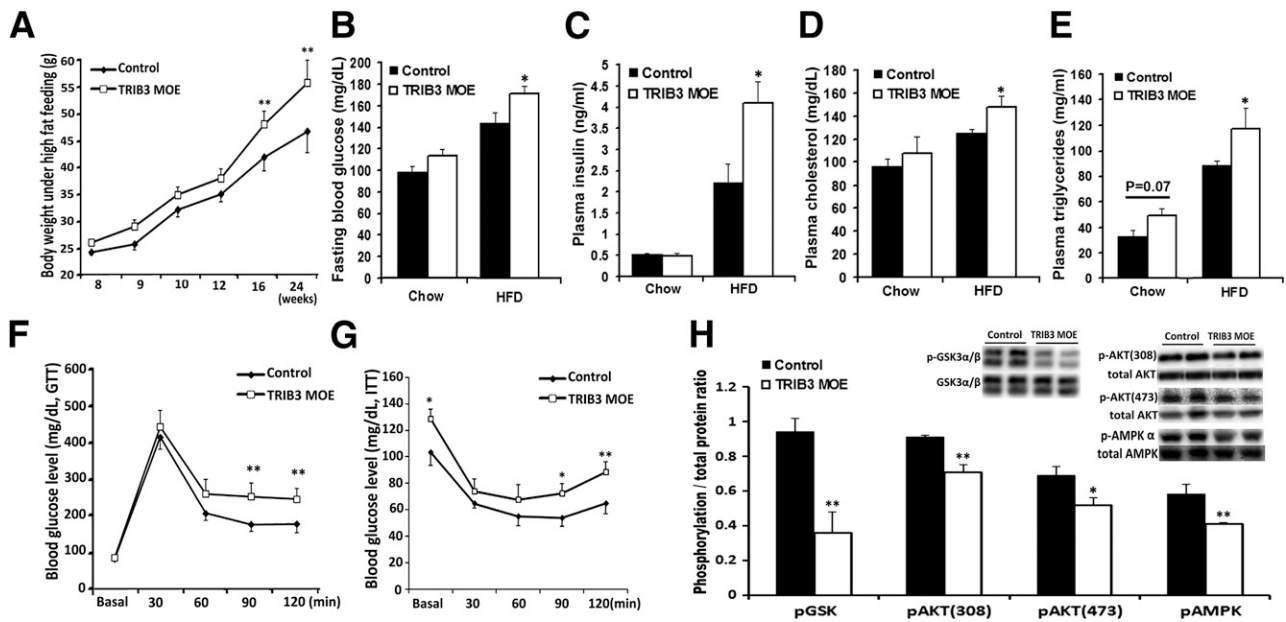 A
Body weight under high fat feeding (g)
60
55
50
45
40
35
30
25
20
Control
TRIB3 MOE
**
**
8 9 10 12 16 24
(weeks)
B
Fasting blood glucose (mg/dL)
200
180
160
140
120
100
80
60
40
20
0
Control
TRIB3 MOE
*
Chow HFD
C
Plasma insulin (ng/ml)
5
4.5
4
3.5
3
2.5
2
1.5
1
0.5
0
Control
TRIB3 MOE
*
Chow HFD
D
Plasma cholesterol (mg/dL)
180
160
140
120
100
80
60
40
20
0
Control
TRIB3 MOE
*
Chow HFD
E
Plasma triglycerides (mg/ml)
160
140
120
100
80
60
40
20
0
Control
TRIB3 MOE
P=0.07
*
Chow HFD
F
Blood glucose level (mg/dL, GTT)
600
500
400
300
200
100
0
Control
TRIB3 MOE
** **
Basal 30 60 90 120 (min)
G
Blood glucose level (mg/dL, ITT)
160
140
120
100
80
60
40
20
0
Control
TRIB3 MOE
* * **
Basal 30 60 90 120(min)
H
Phosphorylation / total protein ratio
1.2
1
0.8
0.6
0.4
0.2
0
Control
TRIB3 MOE
Control TRIB3 MOE
p-GSK3α/β
GSK3α/β
Control TRIB3 MOE
p-AKT(308)
total AKT
p-AKT(473)
total AKT
p-AMPK α
total AMPK
**
**
*
**
pGSK pAKT(308) pAKT(473) pAMPK